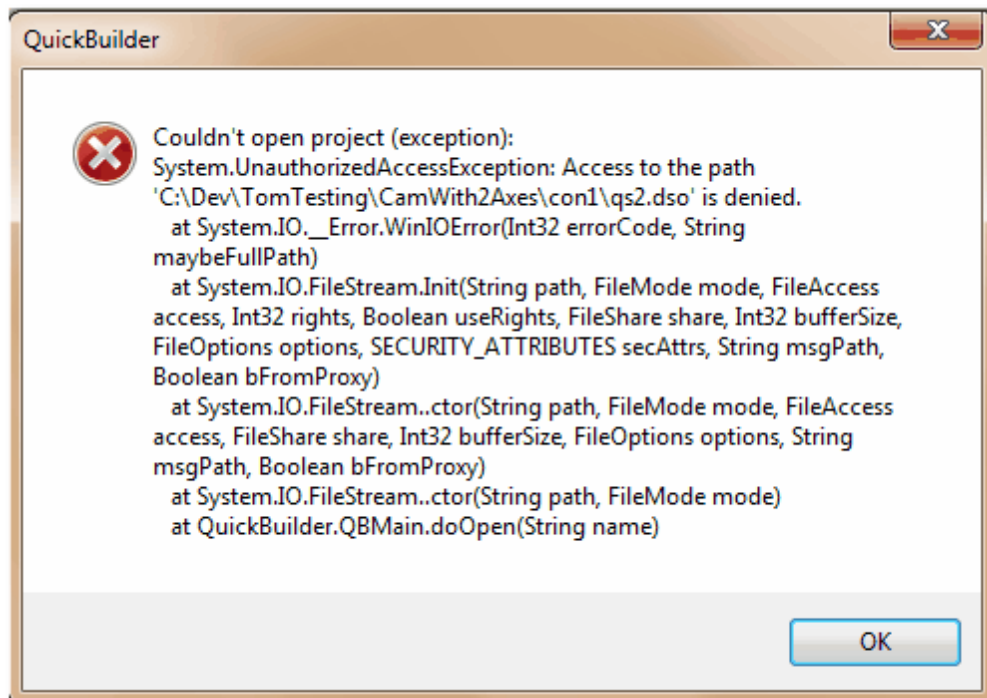 QuickBuilder
Couldn't open project (exception):
System.UnauthorizedAccessException: Access to the path
'C:\Dev\TomTesting\CamWith2Axes\con1\qs2.dso' is denied.
at System.IO.__Error.WinIOError(Int32 errorCode, String
maybeFullPath)
at System.IO.FileStream.Init(String path, FileMode mode, FileAccess
access, Int32 rights, Boolean useRights, FileShare share, Int32 bufferSize,
FileOptions options, SECURITY_ATTRIBUTES secAttrs, String msgPath,
Boolean bFromProxy)
at System.IO.FileStream..ctor(String path, FileMode mode, FileAccess
access, FileShare share, Int32 bufferSize, FileOptions options, String
msgPath, Boolean bFromProxy)
at System.IO.FileStream..ctor(String path, FileMode mode)
at QuickBuilder.QBMain.doOpen(String name)
OK